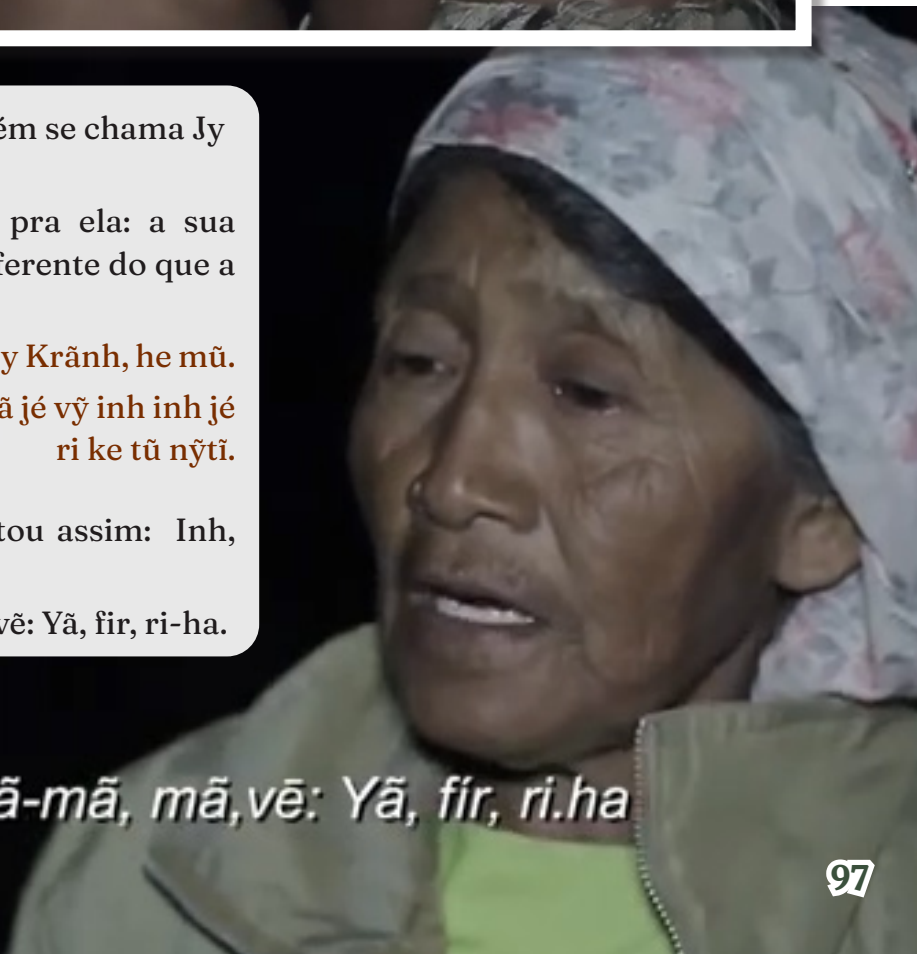 ém se chama Jy
pra ela: a sua
ferente do que a
y Krãnh, he mũ.
ã jé vỹ inh inh jé
ri ke tũ nỹtĩ.
tou assim: Inh,
vẽ: Yã, fir, ri-ha.
ã-mã, mã,vẽ: Yã, fír, ri.ha
97